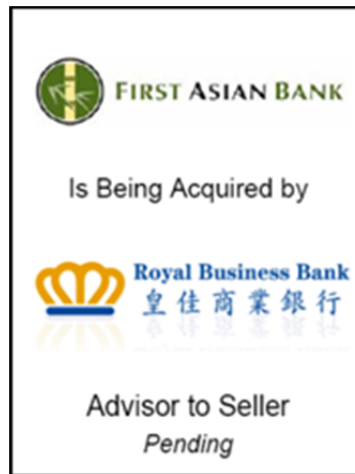 FIRST ASIAN BANK
Is Being Acquired by
Royal Business Bank
皇佳商業銀行
Advisor to Seller
Pending